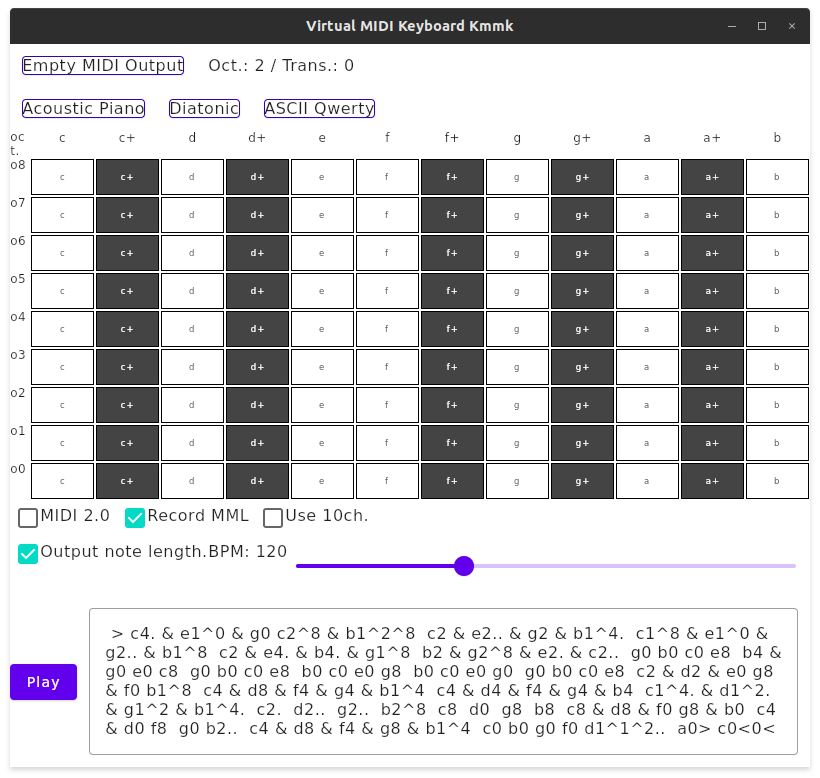 Virtual MIDI Keyboard Kmmk
Empty MIDI Output Oct.: 2 / Trans.: 0
Acoustic Piano Diatonic ASCII Qwerty
oct. c c+ d d+ e f f+ g g+ a a+ b
o8 c c+ d d+ e f f+ g g+ a a+ b
o7 c c+ d d+ e f f+ g g+ a a+ b
o6 c c+ d d+ e f f+ g g+ a a+ b
o5 c c+ d d+ e f f+ g g+ a a+ b
o4 c c+ d d+ e f f+ g g+ a a+ b
o3 c c+ d d+ e f f+ g g+ a a+ b
o2 c c+ d d+ e f f+ g g+ a a+ b
o1 c c+ d d+ e f f+ g g+ a a+ b
o0 c c+ d d+ e f f+ g g+ a a+ b
MIDI 2.0 Record MML Use 10ch.
Output note length. BPM: 120
> c4. & e1^0 & g0 c2^8 & b1^2^8  c2 & e2.. & g2 & b1^4.  c1^8 & e1^0 &
g2.. & b1^8  c2 & e4. & b4. & g1^8  b2 & g2^8 & e2. & c2..  g0 b0 c0 e8  b4 &
g0 e0 c8  g0 b0 c0 e8  b0 c0 e0 g8  b0 c0 e0 g0  g0 b0 c0 e8  c2 & d2 & e0 g8
& f0 b1^8  c4 & d8 & f4 & g4 & b1^4  c4 & d4 & f4 & g4 & b4  c1^4. & d1^2.
& g1^2 & b1^4.  c2.  d2..  g2..  b2^8  c8  d0  g8  b8  c8 & d8 & f0 g8 & b0  c4
& d0 f8  g0 b2..  c4 & d8 & f4 & g8 & b1^4  c0 b0 g0 f0 d1^1^2..  a0> c0<0<
Play